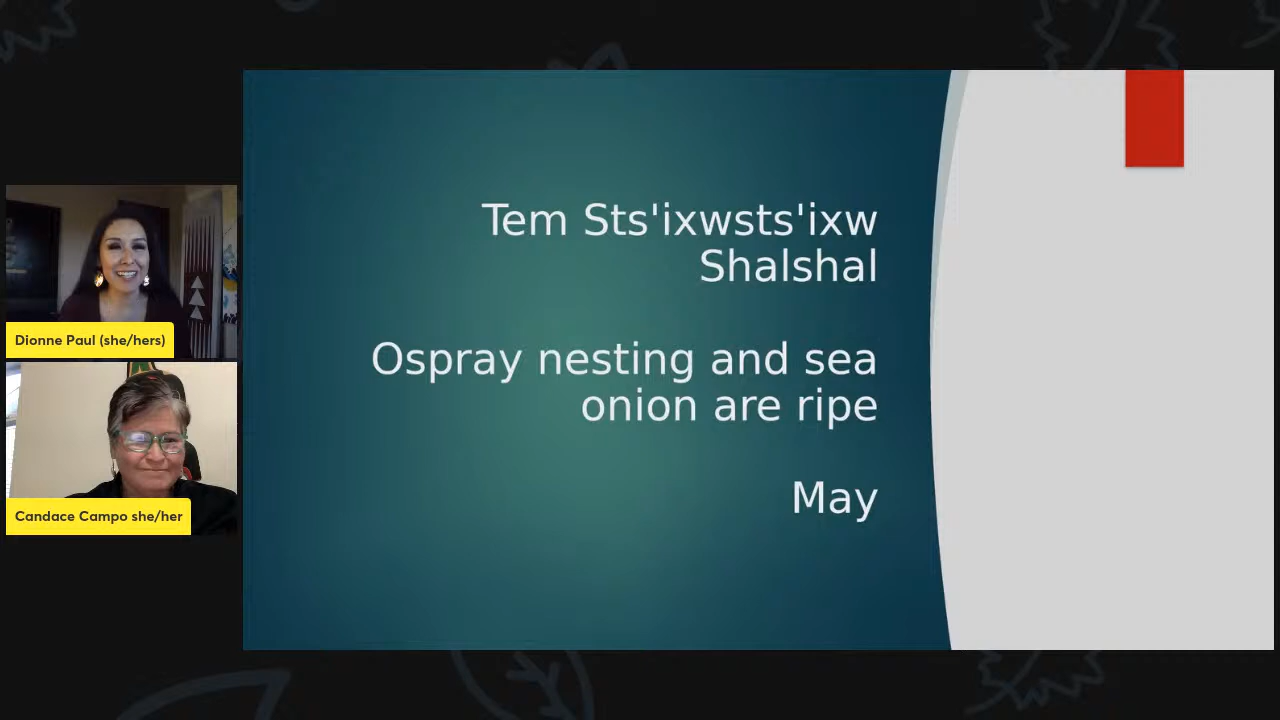 Tem Sts'ixwsts'ixw
Shalshal
Ospray nesting and sea
onion are ripe
May
Dionne Paul (she/hers)
Candace Campo she/her